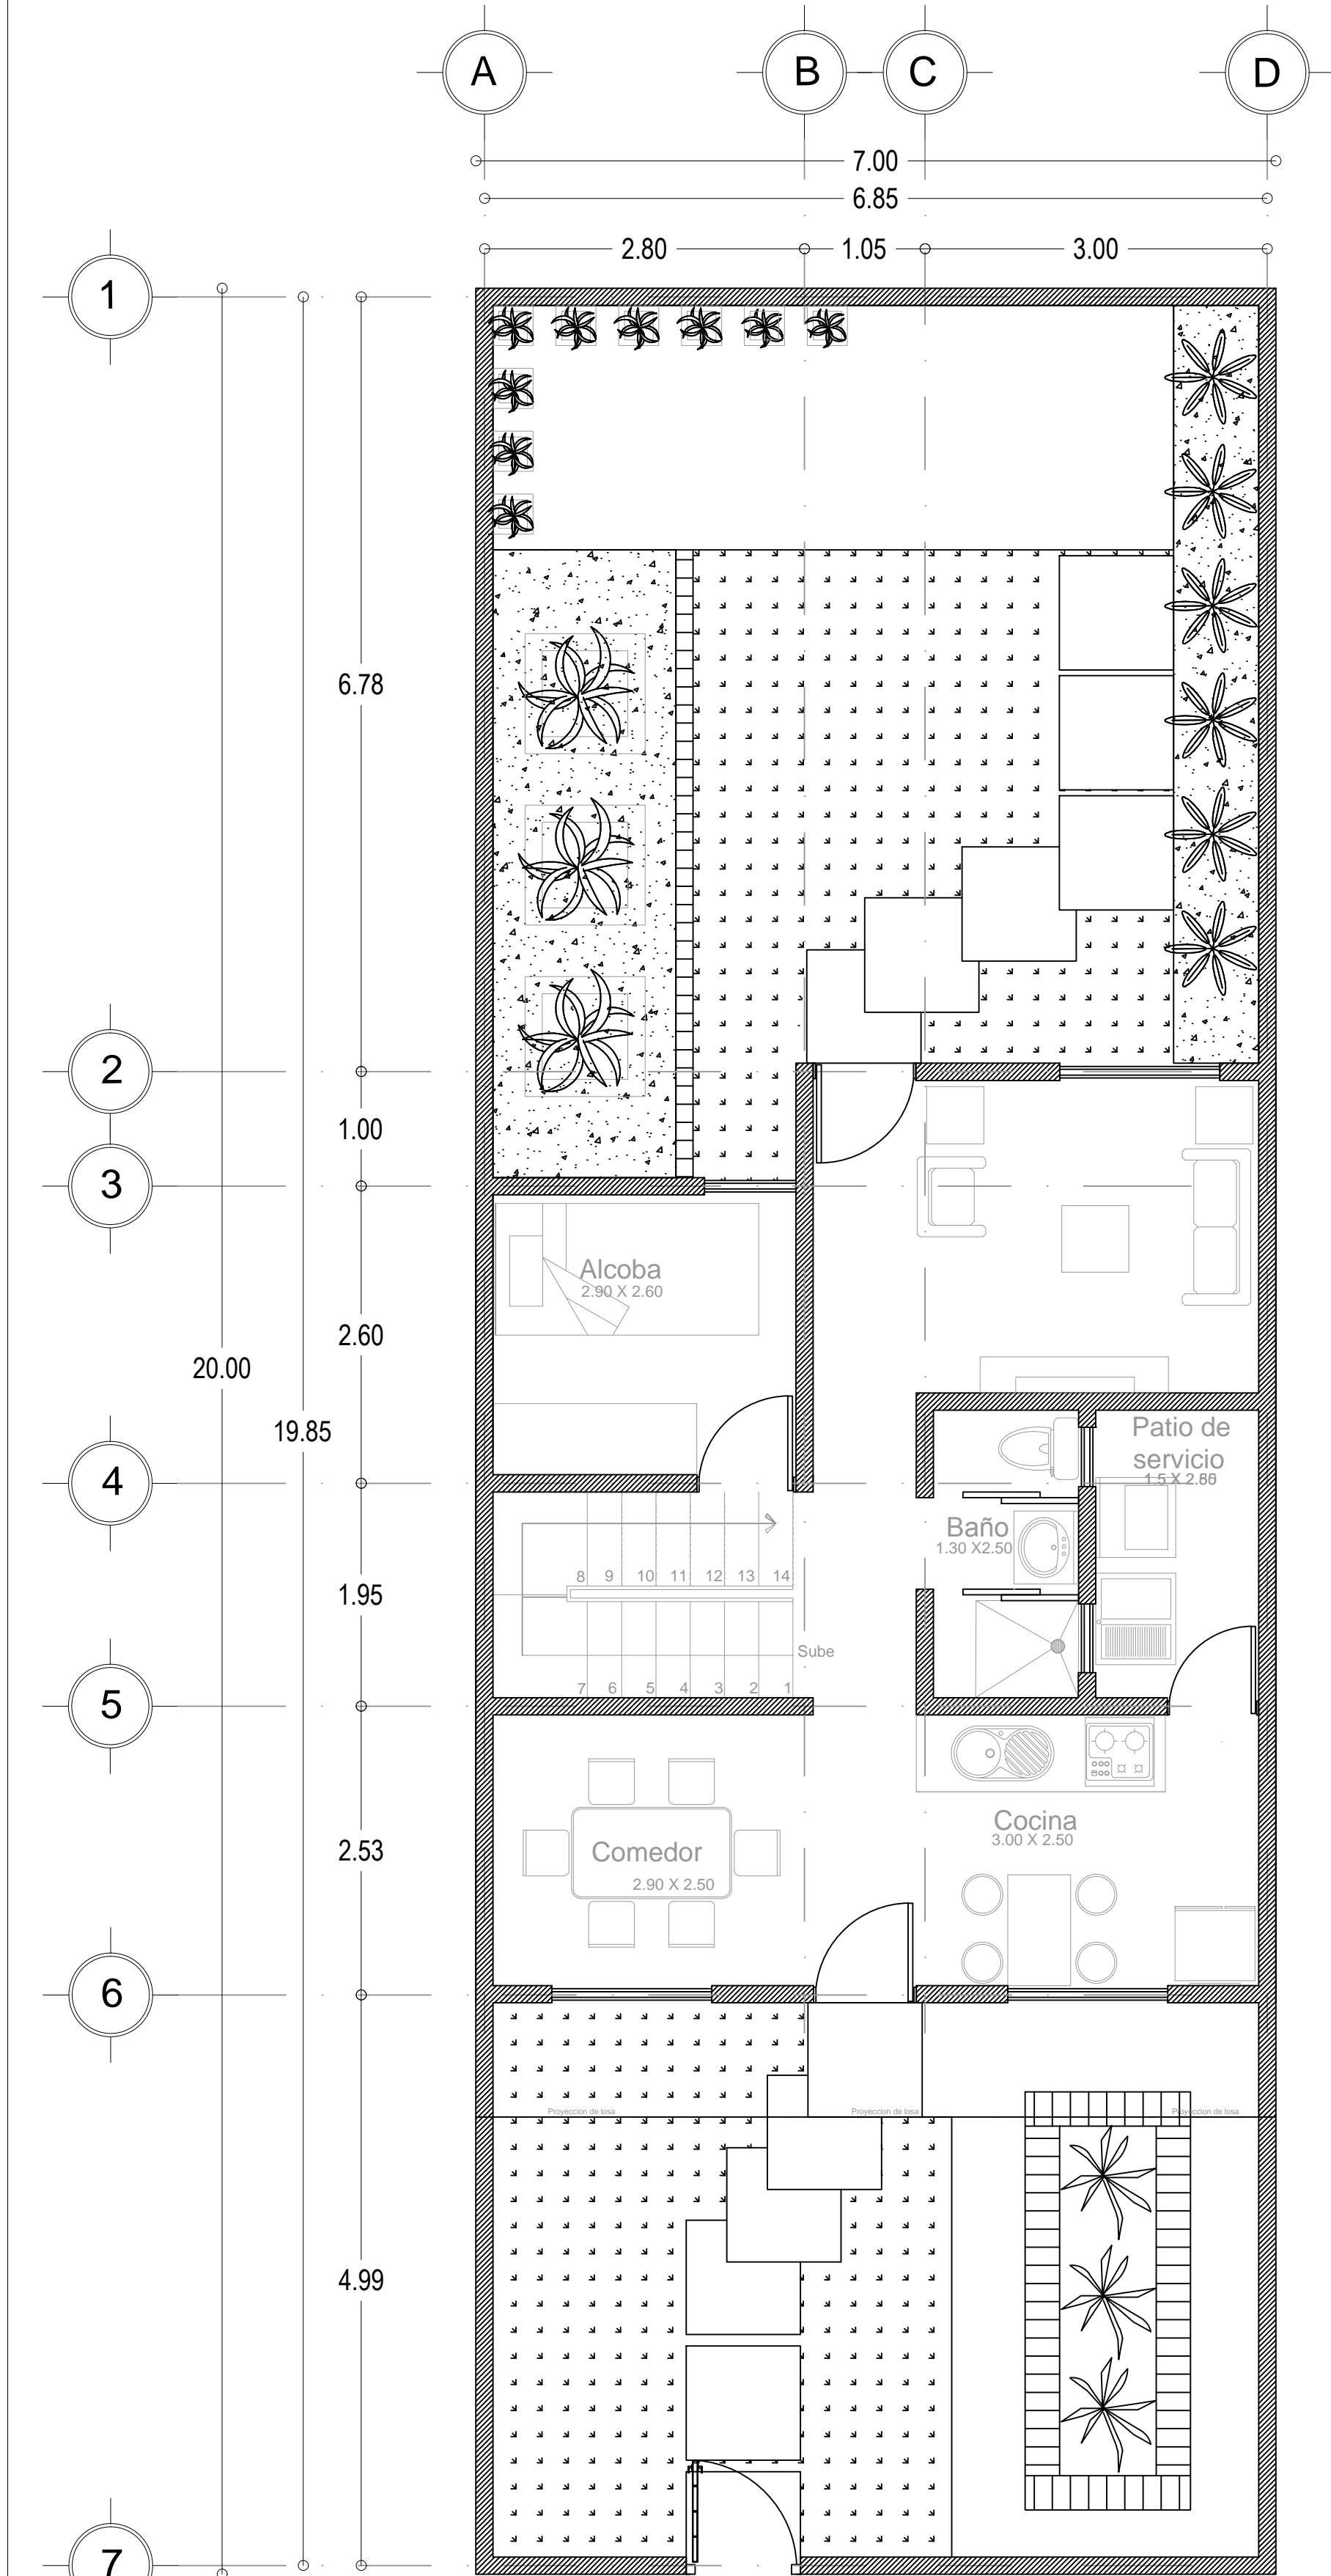 A B C D
7.00
6.85
2.80 1.05 3.00
1
6.78
2
1.00
3
Alcoba
2.90 X 2.60
2.60
20.00
19.85
Patio de
servicio
4
Baño
1.30 X2.50
8 9 10 11 12 13 14
1.95
Sube
7 6 5 4 3 2 1
5
Cocina
3.00 X 2.50
2.53
Comedor
2.90 X 2.50
6
Proyeccion de losa Proyeccion de losa Proyeccion de losa
4.99
7